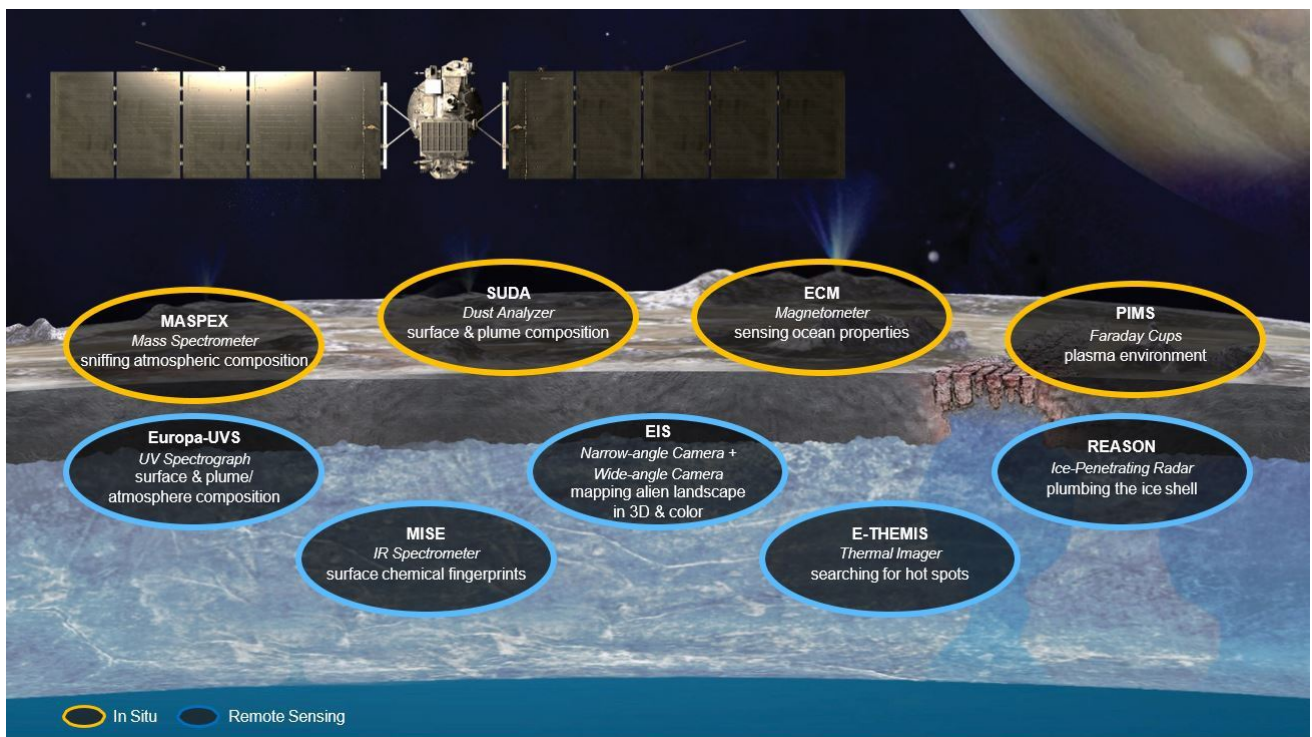 MASPEX
Mass Spectrometer
sniffing atmospheric composition
SUDA
Dust Analyzer
surface & plume composition
ECM
Magnetometer
sensing ocean properties
PIMS
Faraday Cups
plasma environment
Europa-UVS
UV Spectrograph
surface & plume/
atmosphere composition
EIS
Narrow-angle Camera +
Wide-angle Camera
mapping alien landscape
in 3D & color
REASON
Ice-Penetrating Radar
plumbing the ice shell
MISE
IR Spectrometer
surface chemical fingerprints
E-THEMIS
Thermal Imager
searching for hot spots
In Situ
Remote Sensing